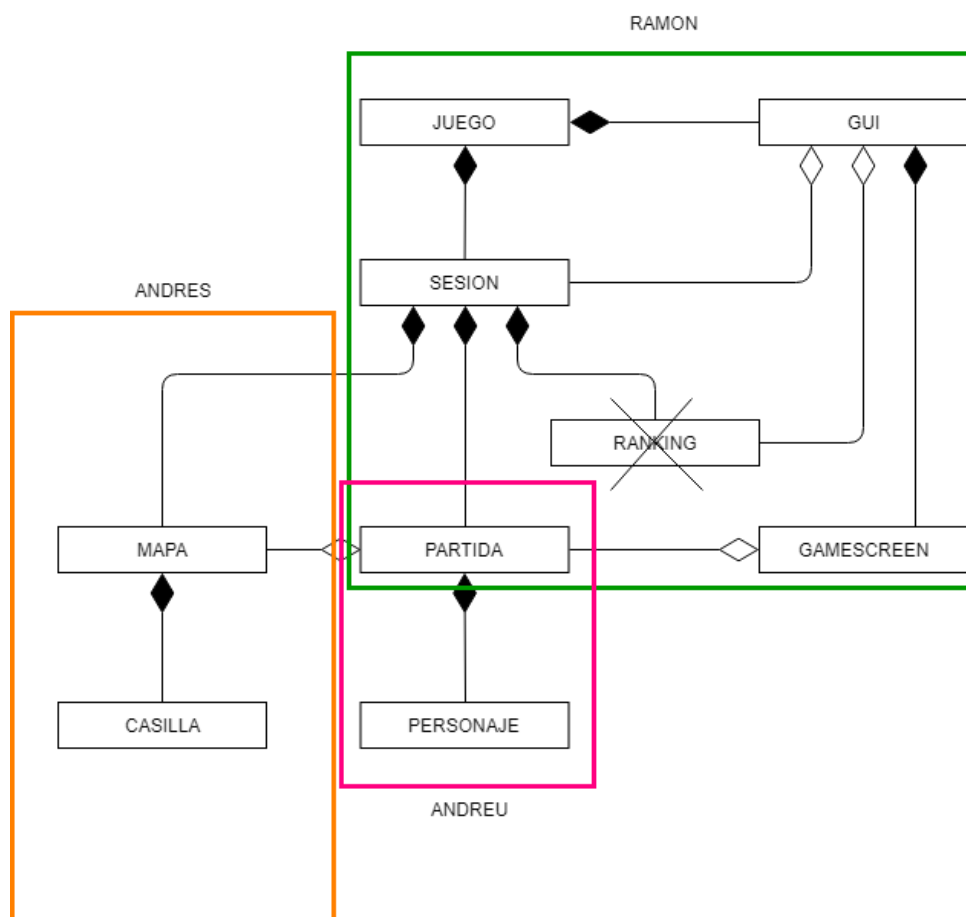 RAMON
JUEGO
GUI
SESION
ANDRES
RANKING
MAPA
PARTIDA
GAMESCREEN
CASILLA
PERSONAJE
ANDREU